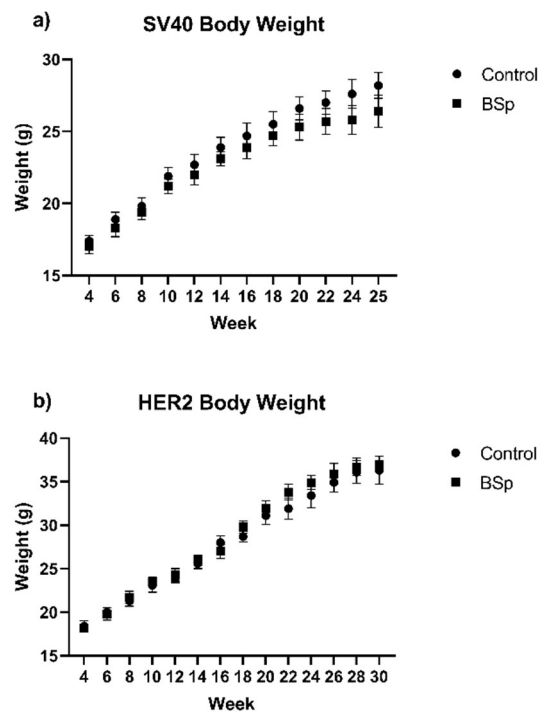 a)
SV40 Body Weight
30
25
20
15
Weight (g)
4 6 8 10 12 14 16 18 20 22 24 25
Week
Control
BSp
b)
HER2 Body Weight
40
35
30
25
20
15
Weight (g)
4 6 8 10 12 14 16 18 20 22 24 26 28 30
Week
Control
BSp